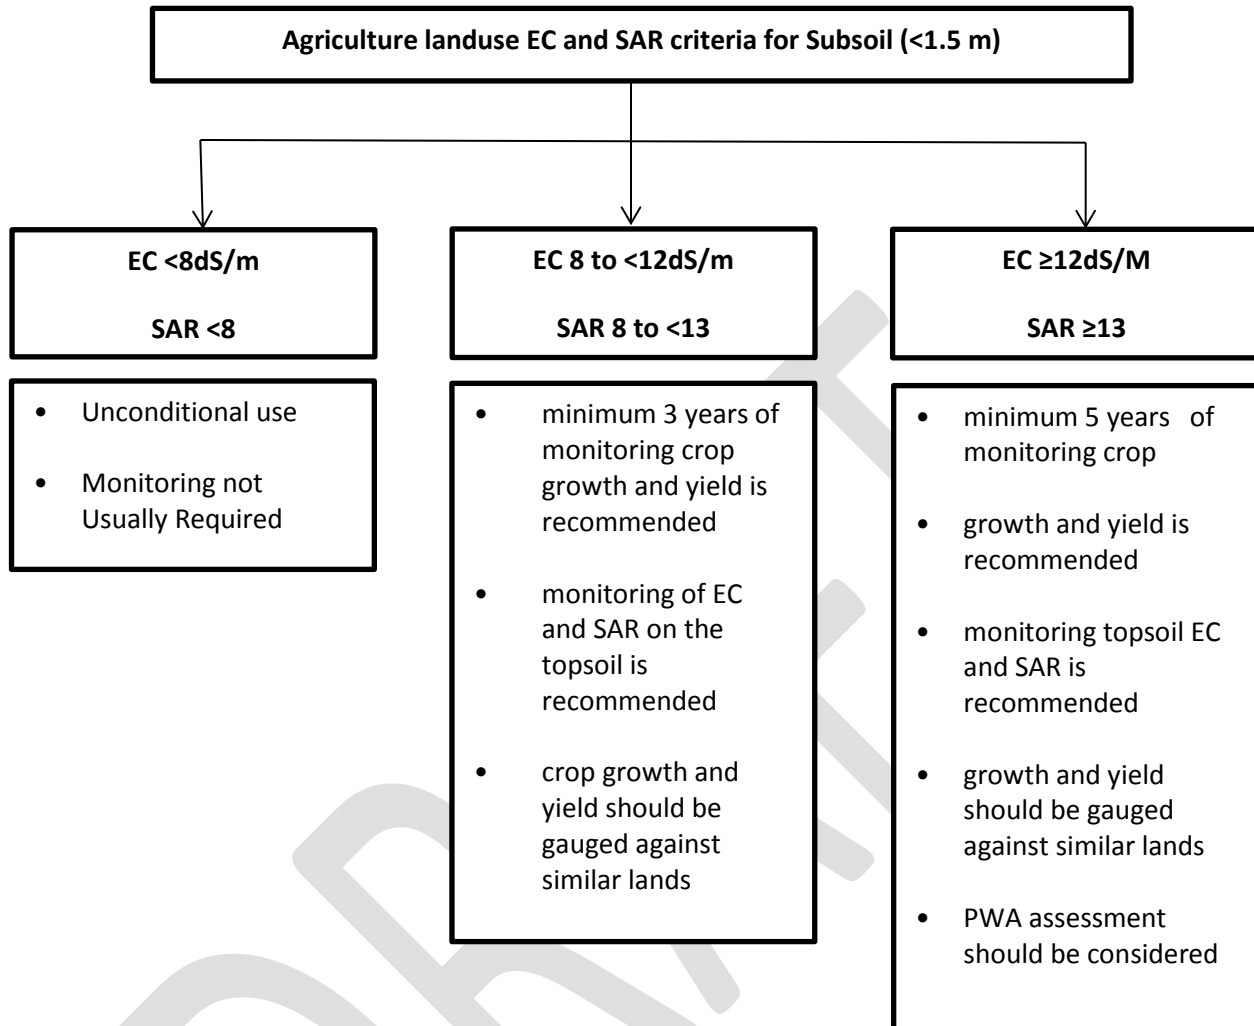 Agriculture landuse EC and SAR criteria for Subsoil (<1.5 m)
EC <8dS/m
SAR <8
• Unconditional use
• Monitoring not
Usually Required
EC 8 to <12dS/m
SAR 8 to <13
• minimum 3 years of
monitoring crop
growth and yield is
recommended
• monitoring of EC
and SAR on the
topsoil is
recommended
• crop growth and
yield should be
gauged against
similar lands
EC ≥12dS/M
SAR ≥13
• minimum 5 years of
monitoring crop
• growth and yield is
recommended
• monitoring topsoil EC
and SAR is
recommended
• growth and yield
should be gauged
against similar lands
• PWA assessment
should be considered
DRAFT